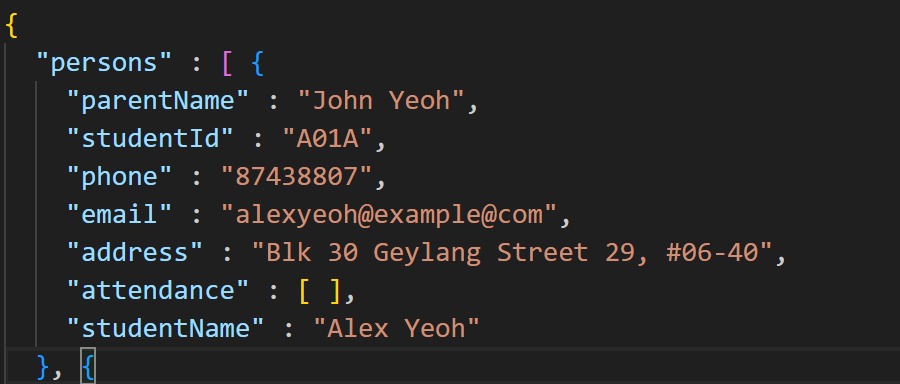 {
"persons" : [ {
"parentName" : "John Yeoh",
"studentId" : "A01A",
"phone" : "87438807",
"email" : "alexyeoh@example@com",
"address" : "Blk 30 Geylang Street 29, #06-40",
"attendance" : [ ],
"studentName" : "Alex Yeoh"
}, {